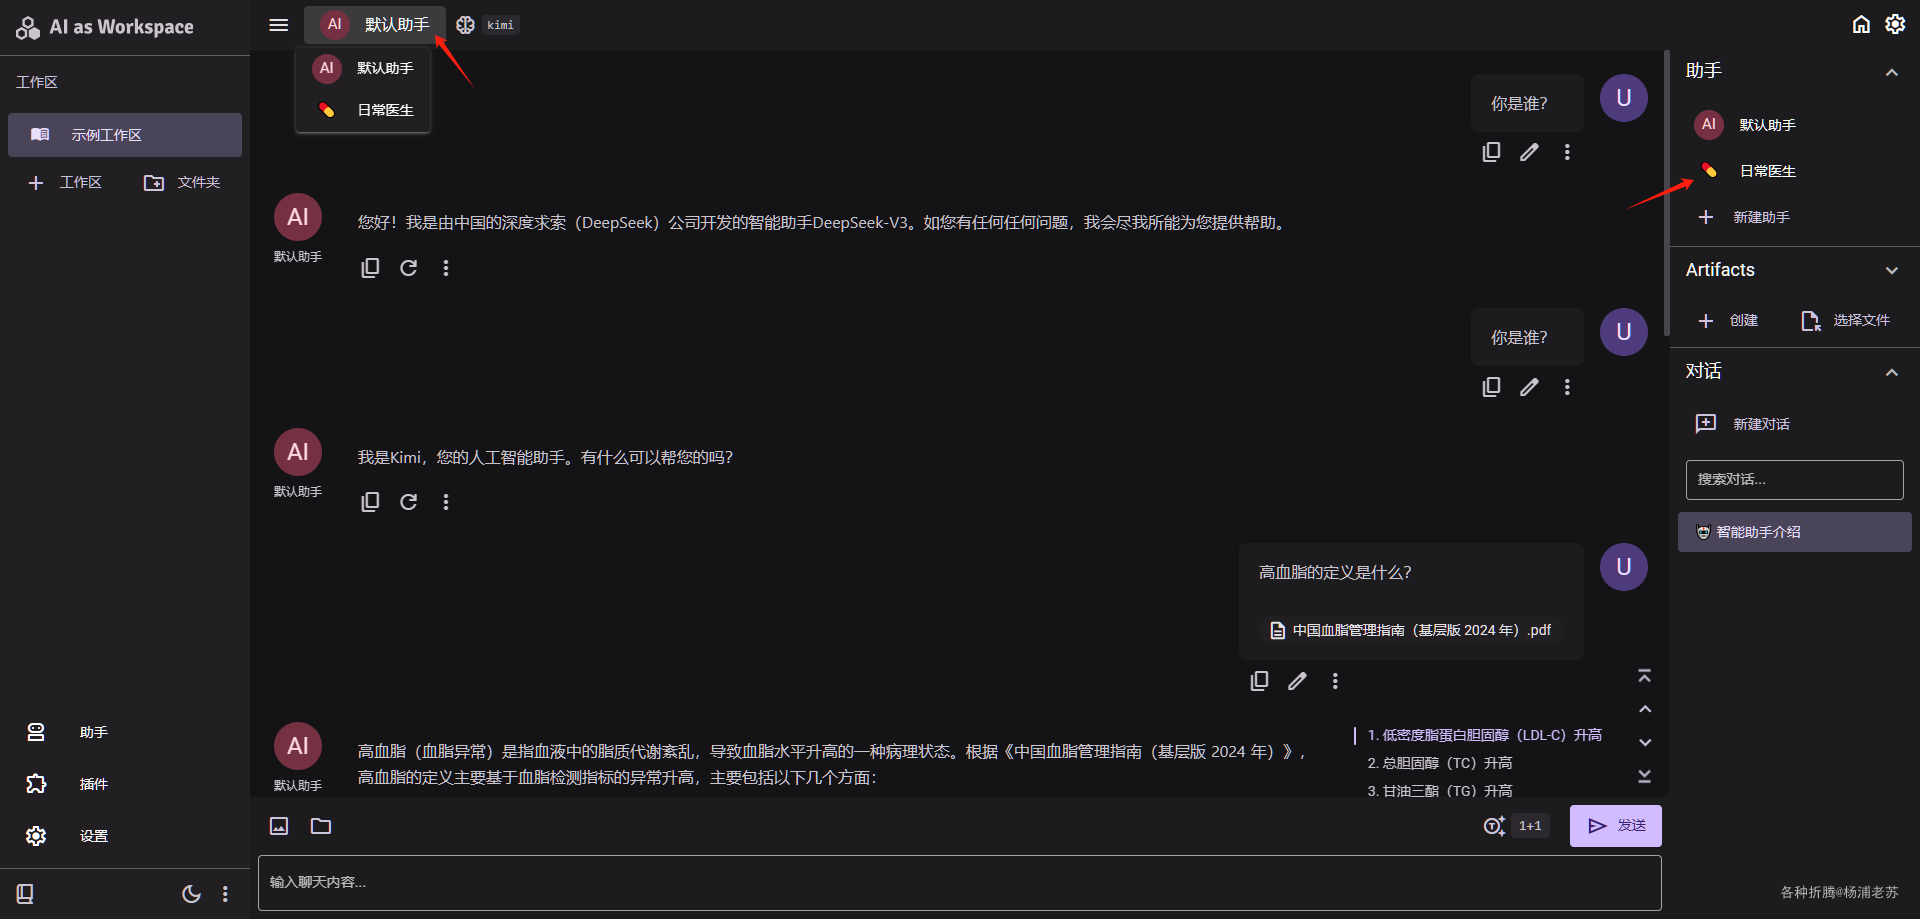 AI as Workspace
工作区
示例工作区
工作区
文件夹
助手
插件
设置
AI 默认助手
kimi
AI 默认助手
日常医生
你是谁？
U
AI
默认助手
您好！我是由中国的深度求索（DeepSeek）公司开发的智能助手DeepSeek-V3。如您有任何任何问题，我会尽我所能为您提供帮助。
你是谁？
U
AI
默认助手
我是Kimi，您的人工智能助手。有什么可以帮您的吗？
高血脂的定义是什么？
中国血脂管理指南（基层版 2024 年）.pdf
U
AI
默认助手
高血脂（血脂异常）是指血液中的脂质代谢紊乱，导致血脂水平升高的一种病理状态。根据《中国血脂管理指南（基层版 2024 年）》，
高血脂的定义主要基于血脂检测指标的异常升高，主要包括以下几个方面：
1. 低密度脂蛋白胆固醇（LDL-C）升高
2. 总胆固醇（TC）升高
3. 甘油三酯（TG）升高
1+1
发送
输入聊天内容...
助手
AI 默认助手
日常医生
新建助手
Artifacts
创建
选择文件
对话
新建对话
搜索对话...
智能助手介绍
各种折腾@杨浦老苏